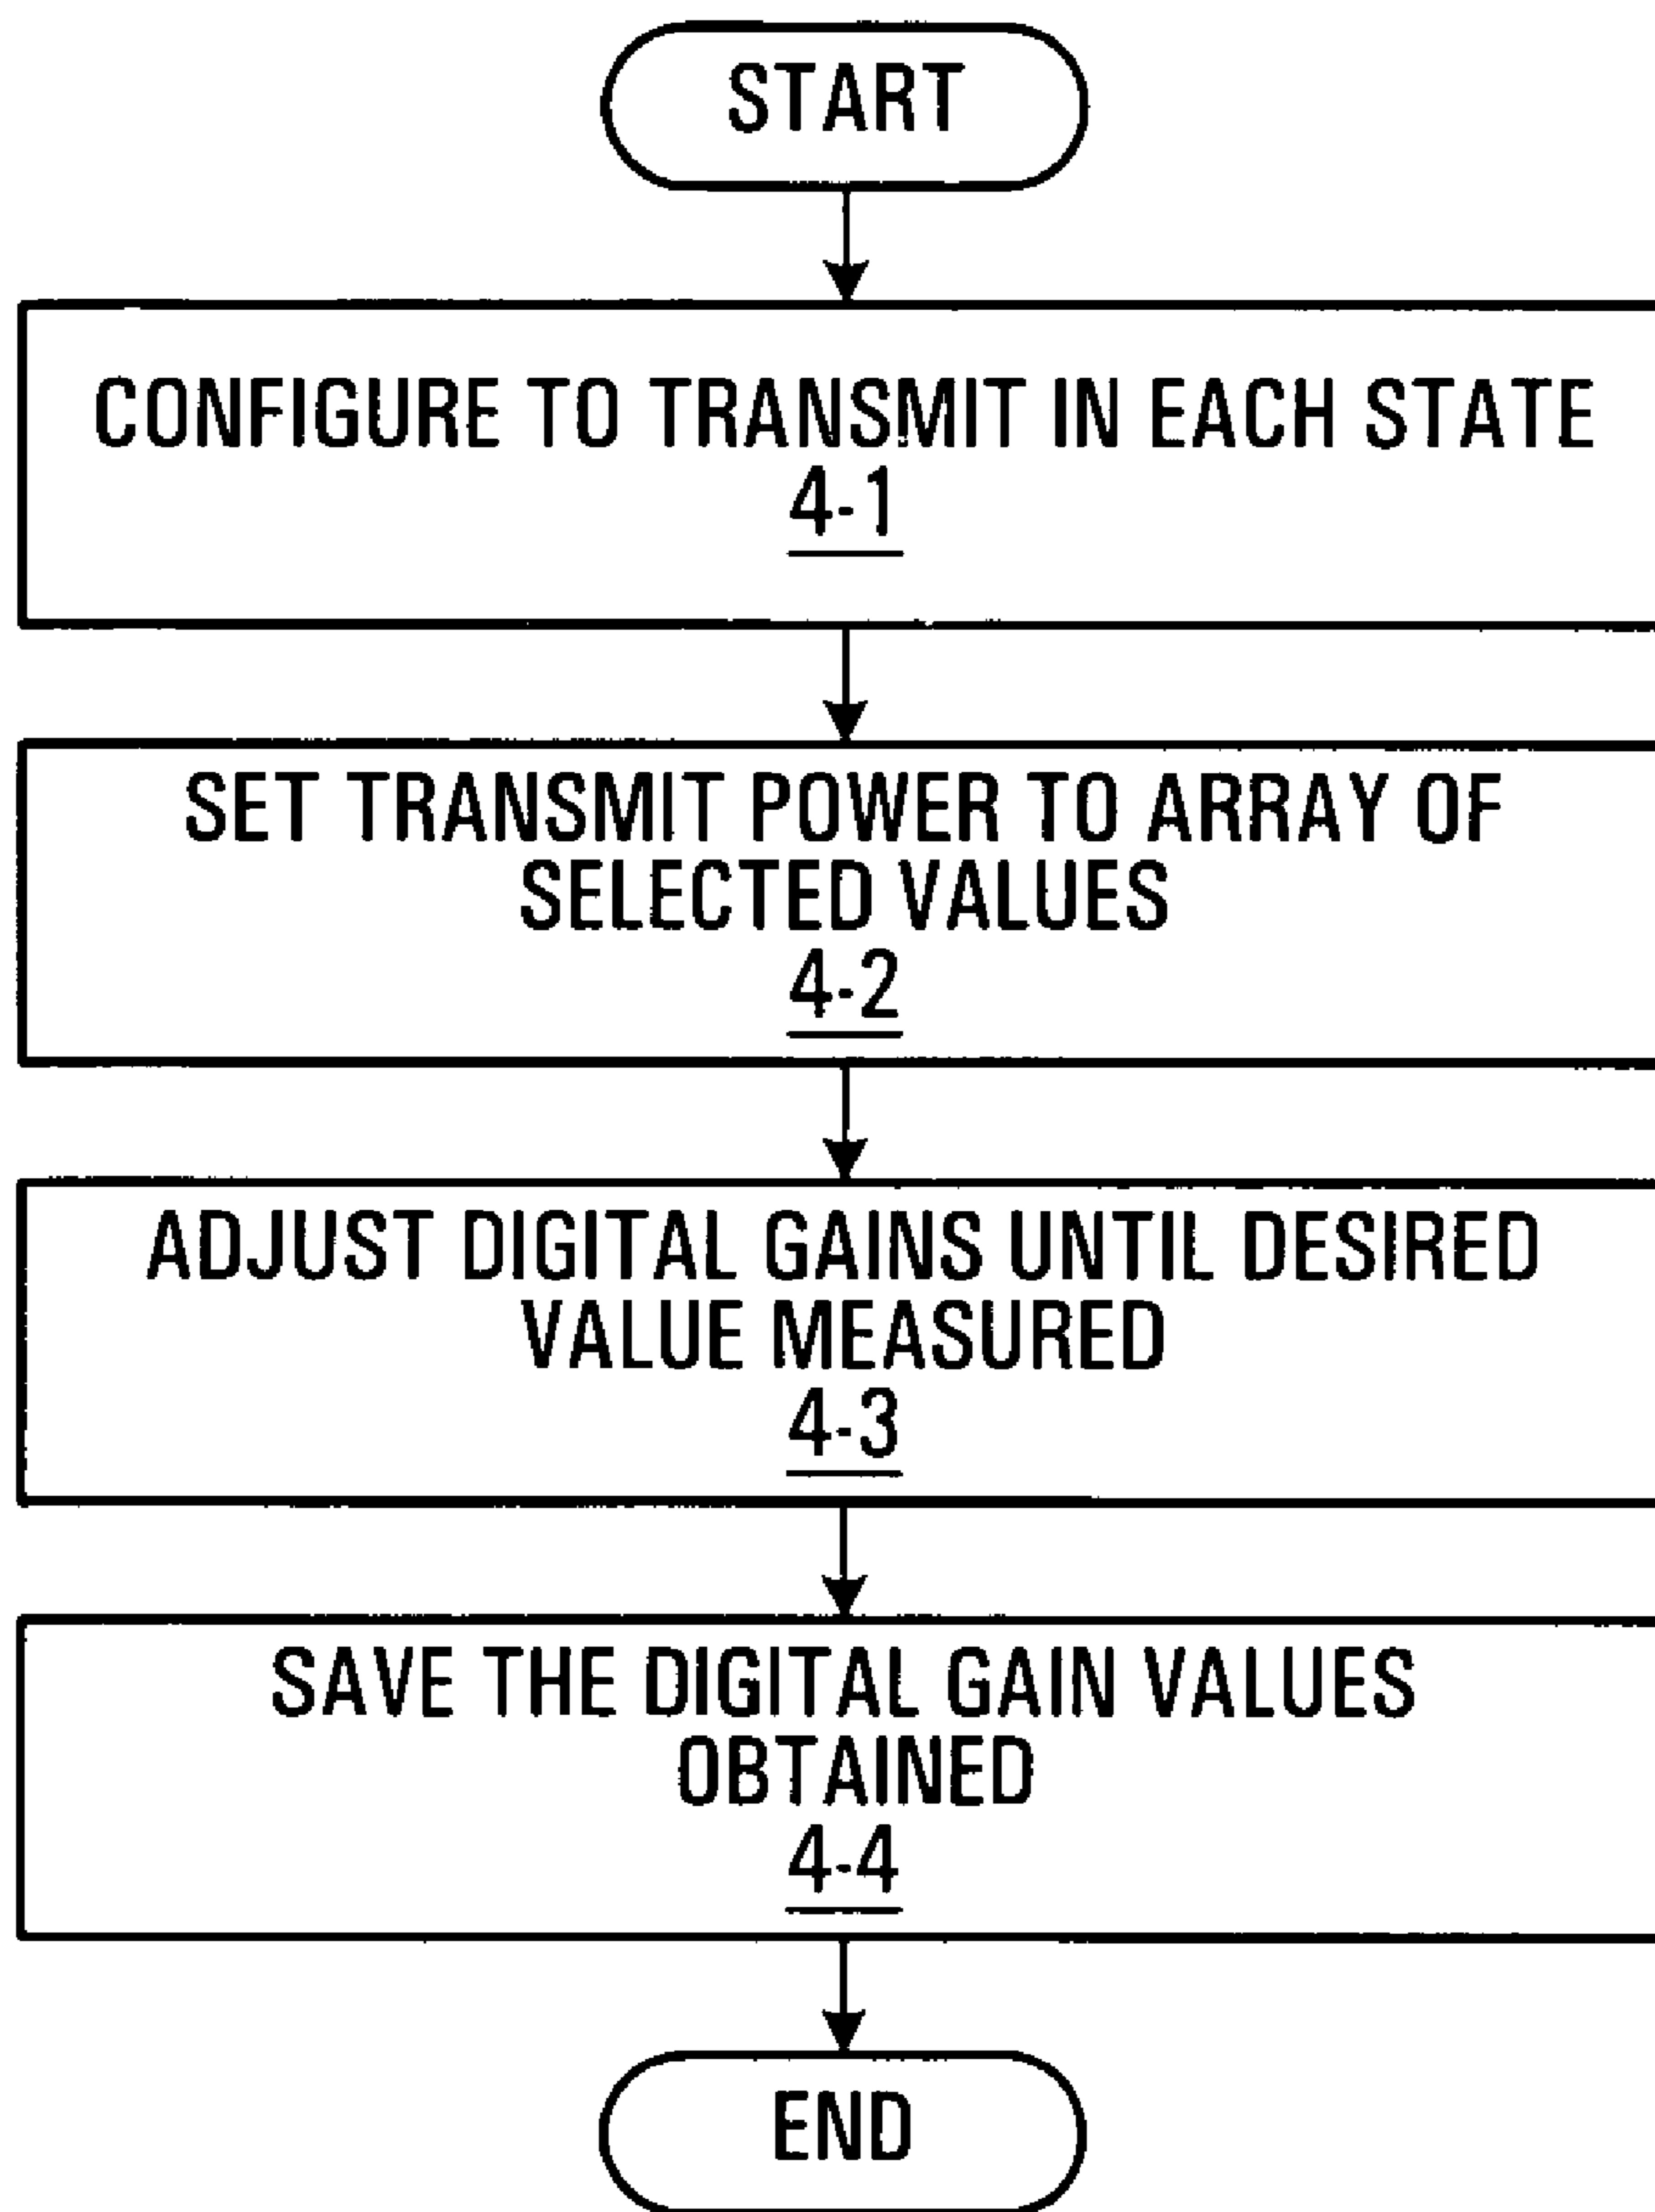 START
CONFIGURE TO TRANSMIT IN EACH STATE
4-1
SET TRANSMIT POWER TO ARRAY OF
SELECTED VALUES
4-2
ADJUST DIGITAL GAINS UNTIL DESIRED
VALUE MEASURED
4-3
SAVE THE DIGITAL GAIN VALUES
OBTAINED
4-4
END